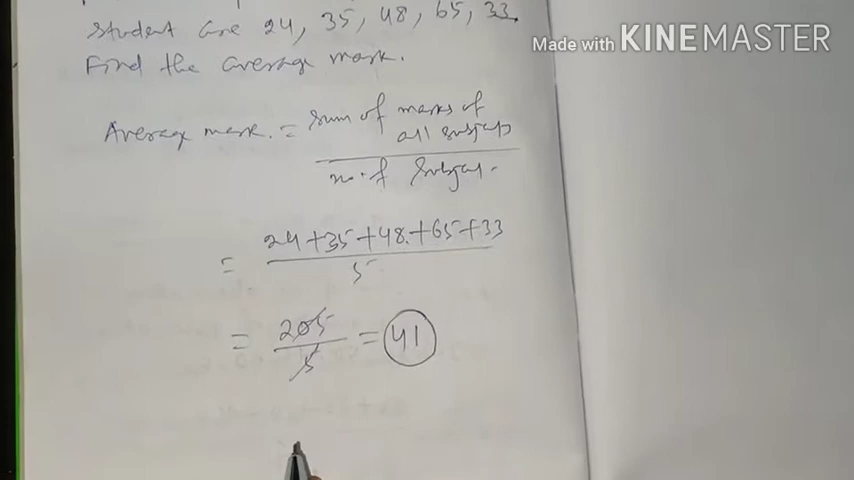 student are 24, 35, 48, 65, 33.
Made with KINEMASTER
Find the average mark.
Average mark. = Sum of marks of
all subjects
no. of subject.
= 24+35+48+65+33
5
= 205
5
= 41